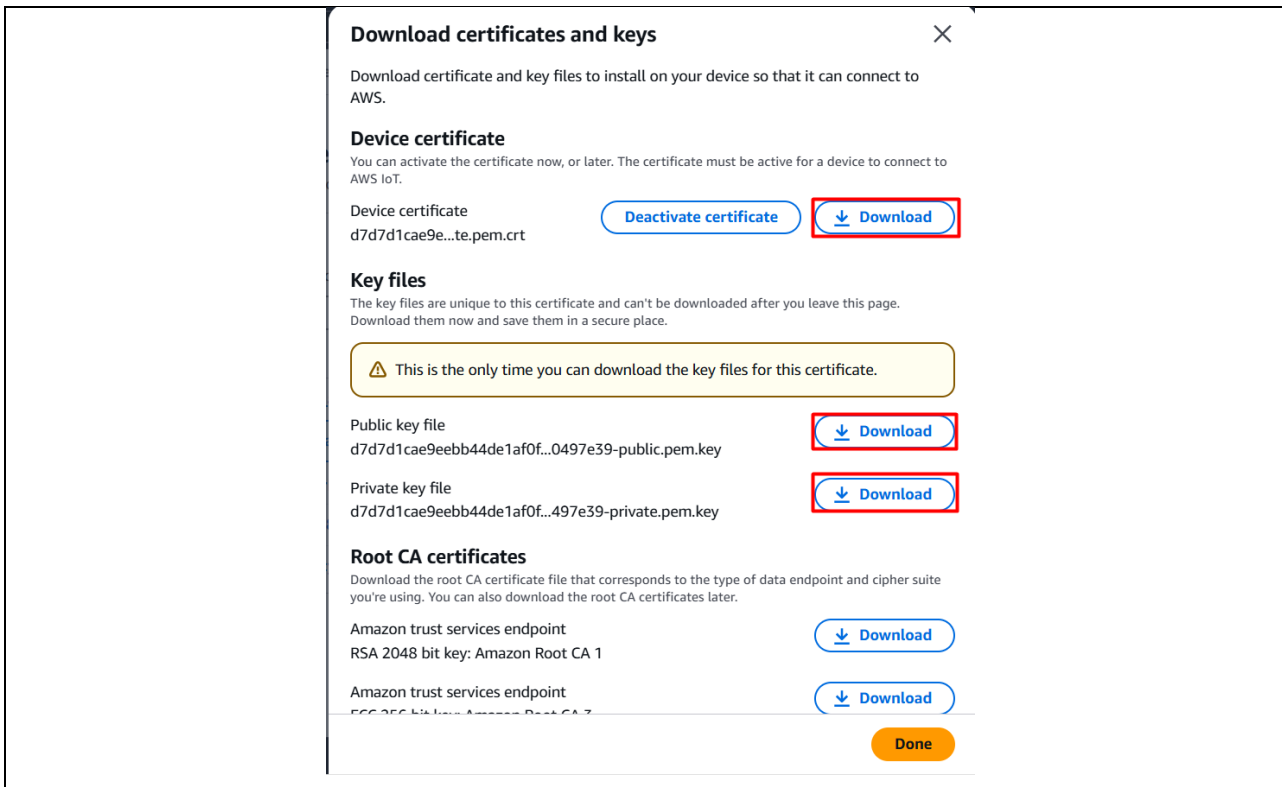 Download certificates and keys
Download certificate and key files to install on your device so that it can connect to
AWS.
Device certificate
You can activate the certificate now, or later. The certificate must be active for a device to connect to
AWS IoT.
Device certificate
d7d7d1cae9e...te.pem.crt
Deactivate certificate
Download
Key files
The key files are unique to this certificate and can't be downloaded after you leave this page.
Download them now and save them in a secure place.
This is the only time you can download the key files for this certificate.
Public key file
d7d7d1cae9eebb44de1af0f...0497e39-public.pem.key
Download
Private key file
d7d7d1cae9eebb44de1af0f...497e39-private.pem.key
Download
Root CA certificates
Download the root CA certificate file that corresponds to the type of data endpoint and cipher suite
you're using. You can also download the root CA certificates later.
Amazon trust services endpoint
RSA 2048 bit key: Amazon Root CA 1
Download
Amazon trust services endpoint
ECC 256 bit key: Amazon Root CA 3
Download
Done